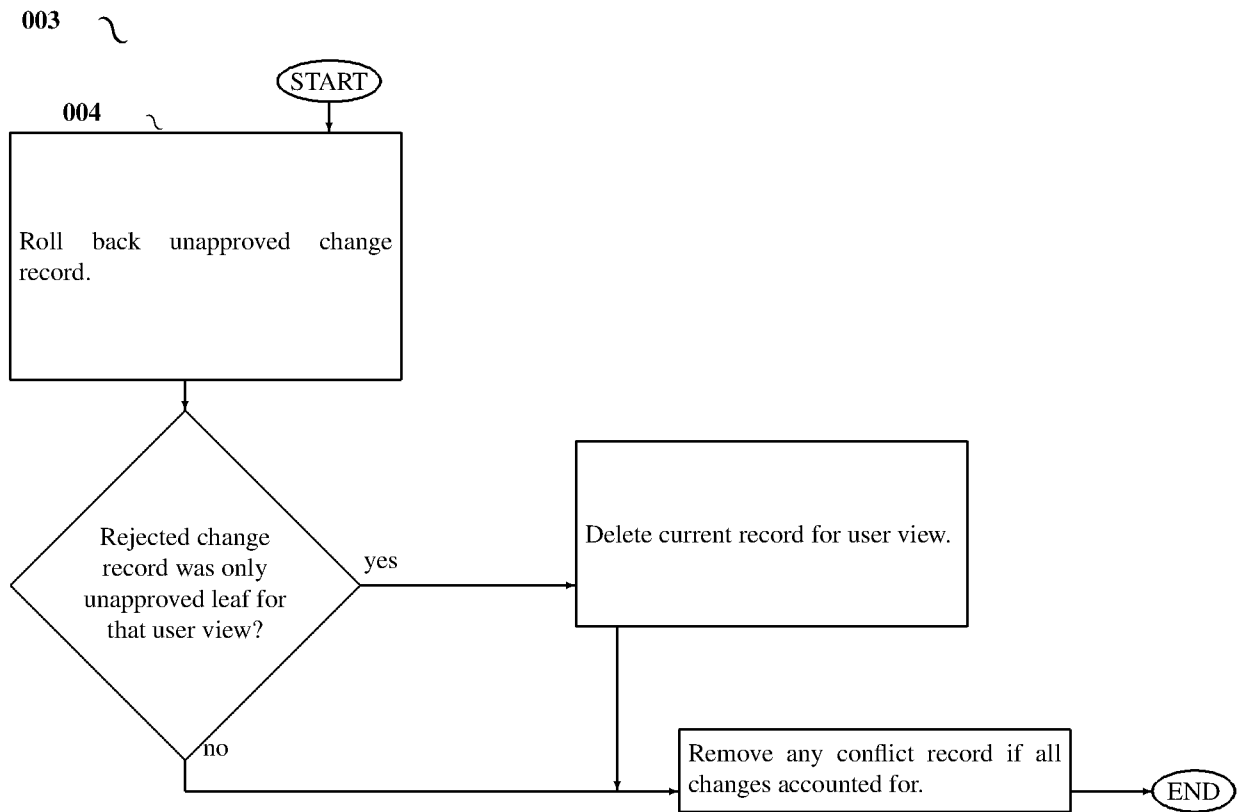 003
START
004
Roll back unapproved change
record.
Rejected change
record was only
unapproved leaf for
that user view?
yes
Delete current record for user view.
no
Remove any conflict record if all
changes accounted for.
END